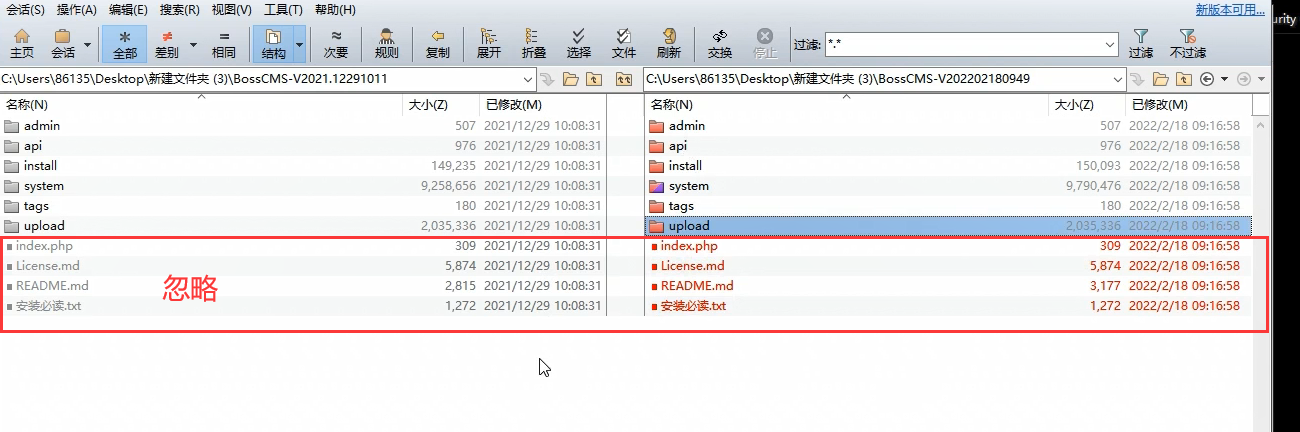 会话(S) 操作(A) 编辑(E) 搜索(R) 视图(V) 工具(T) 帮助(H) 新版本可用...
urity
主页 会话 全部 差别 相同 结构 次要 规则 复制 展开 折叠 选择 文件 刷新 交换 停止 过滤: *.* 过滤 不过滤
C:\Users\86135\Desktop\新建文件夹 (3)\BossCMS-V2021.12291011 C:\Users\86135\Desktop\新建文件夹 (3)\BossCMS-V202202180949
名称(N) 大小(Z) 已修改(M) 名称(N) 大小(Z) 已修改(M)
admin 507 2021/12/29 10:08:31 admin 507 2022/2/18 09:16:58
api 976 2021/12/29 10:08:31 api 976 2022/2/18 09:16:58
install 149,235 2021/12/29 10:08:31 install 150,093 2022/2/18 09:16:58
system 9,258,656 2021/12/29 10:08:31 system 9,790,476 2022/2/18 09:16:58
tags 180 2021/12/29 10:08:31 tags 180 2022/2/18 09:16:58
upload 2,035,336 2021/12/29 10:08:31 upload 2,035,336 2022/2/18 09:16:58
index.php 309 2021/12/29 10:08:31 index.php 309 2022/2/18 09:16:58
License.md 5,874 2021/12/29 10:08:31 License.md 5,874 2022/2/18 09:16:58
README.md 2,815 2021/12/29 10:08:31 README.md 3,177 2022/2/18 09:16:58
忽略
安装必读.txt 1,272 2021/12/29 10:08:31 安装必读.txt 1,272 2022/2/18 09:16:58